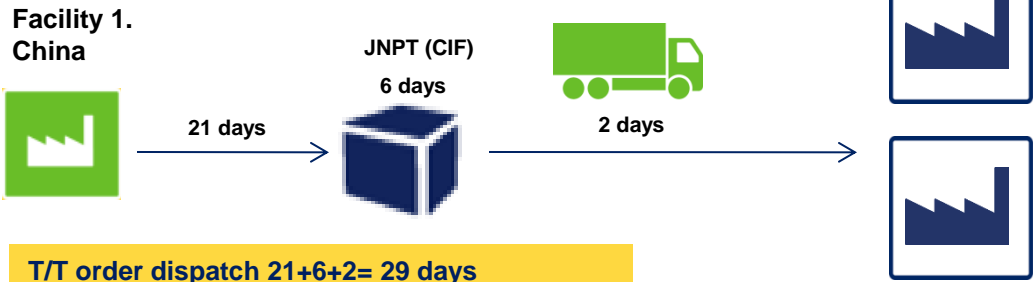 Facility 1.
China
JNPT (CIF)
6 days
21 days
2 days
T/T order dispatch 21+6+2= 29 days